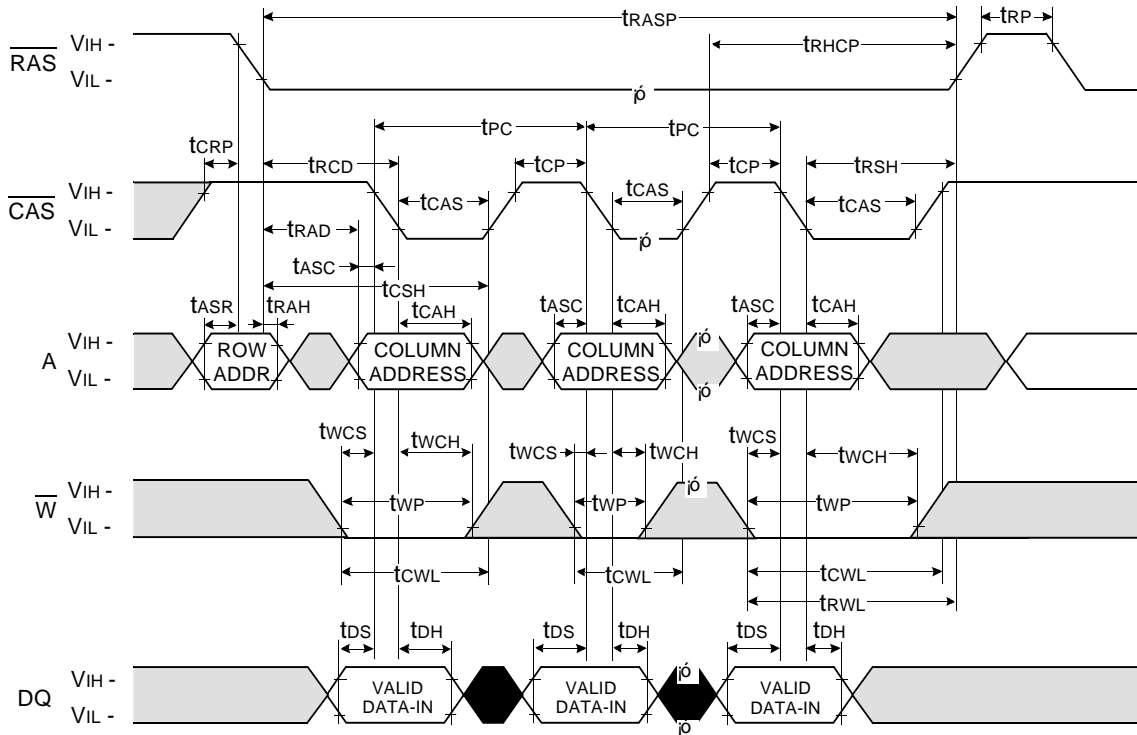 tRASP
tRP
tRHCP
VIH -
RAS
VIL -
¡ó
tPC
tPC
tCRP
tRCD
tCP
tCP
tRSH
VIH -
CAS
VIL -
tCAS
tCAS
tCAS
¡ó
tRAD
tASC
tCSH
tASR
tRAH
tCAH
tASC
tCAH
tASC
tCAH
A
VIH -
VIL -
ROW
ADDR
COLUMN
ADDRESS
COLUMN
ADDRESS
¡ó
¡ó
COLUMN
ADDRESS
tWCS
tWCH
tWCS
tWCH
tWCS
tWCH
W
VIH -
VIL -
tWP
tWP
¡ó
tWP
tCWL
tCWL
tCWL
tRWL
tDS
tDH
tDS
tDH
tDS
tDH
DQ
VIH -
VIL -
VALID
DATA-IN
VALID
DATA-IN
¡ó
¡ó
VALID
DATA-IN